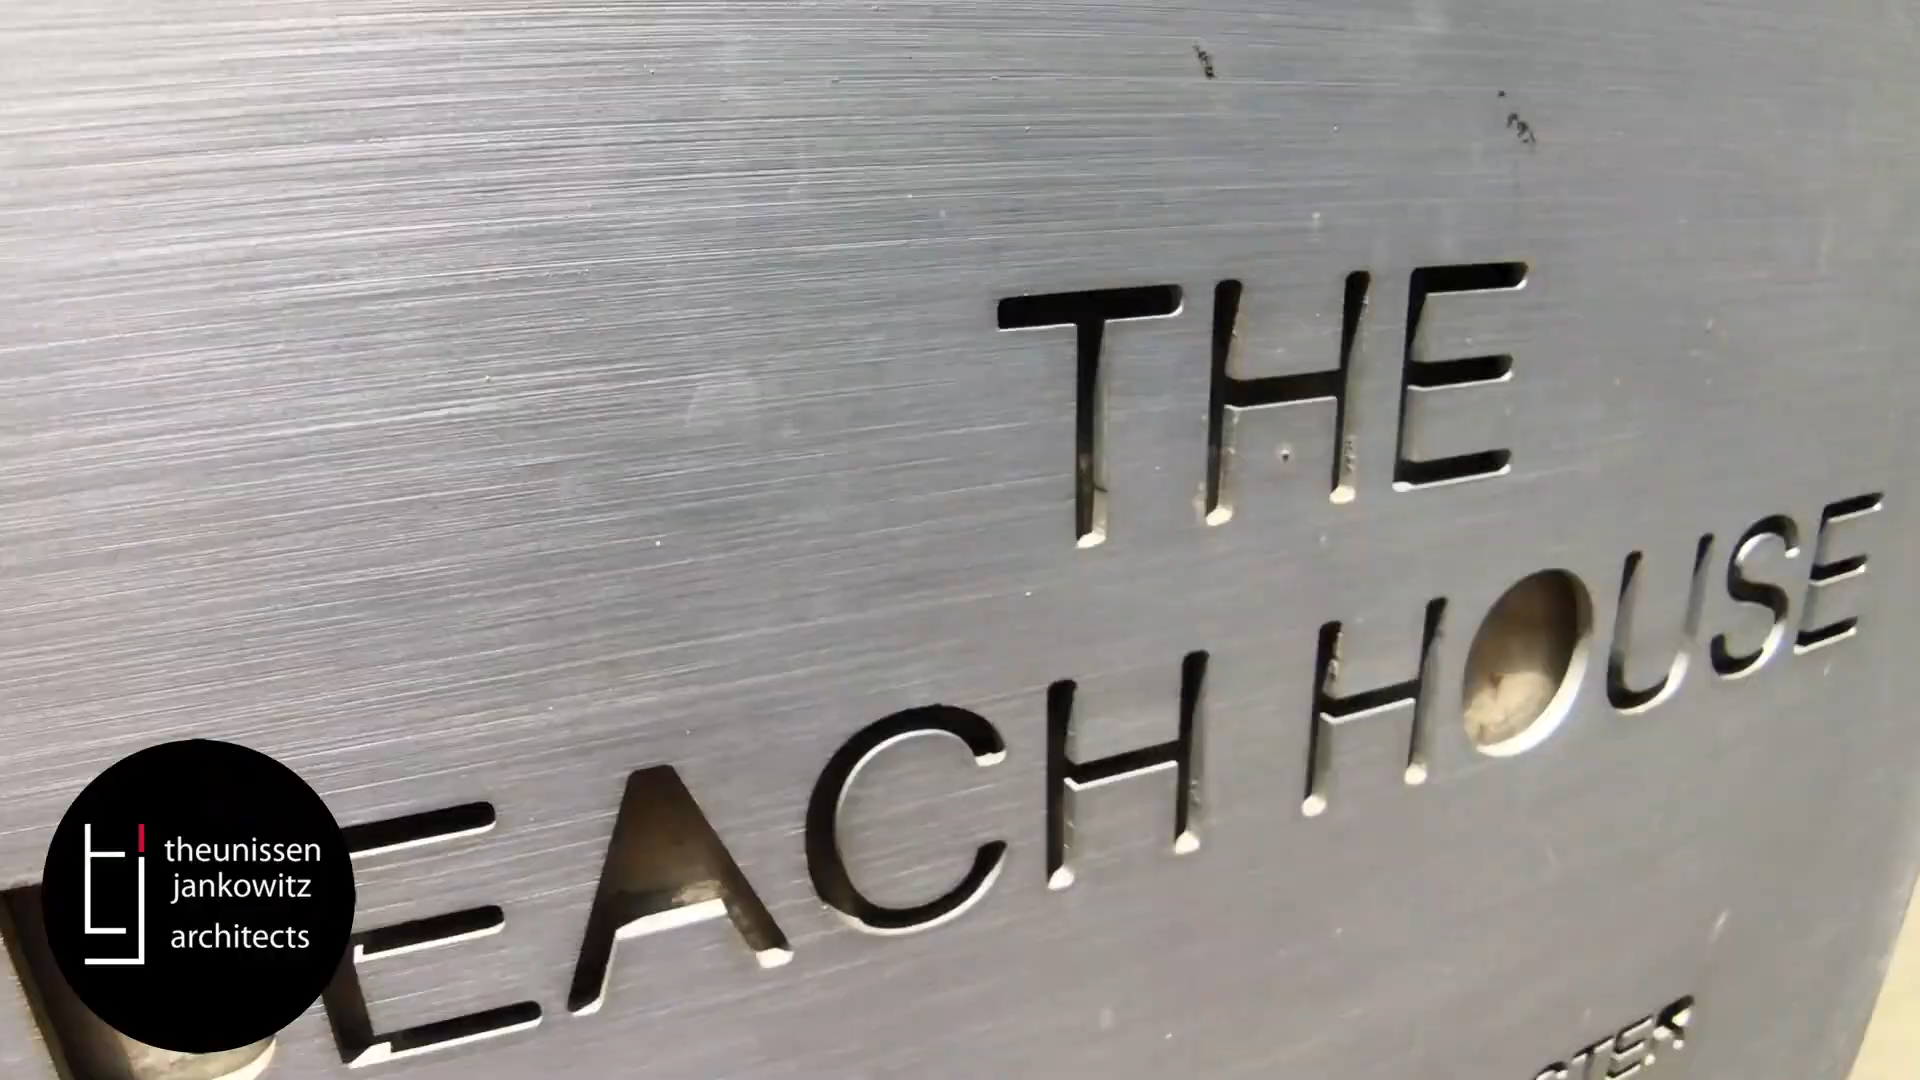 THE
EACH HOUSE
theunissen
jankowitz
architects